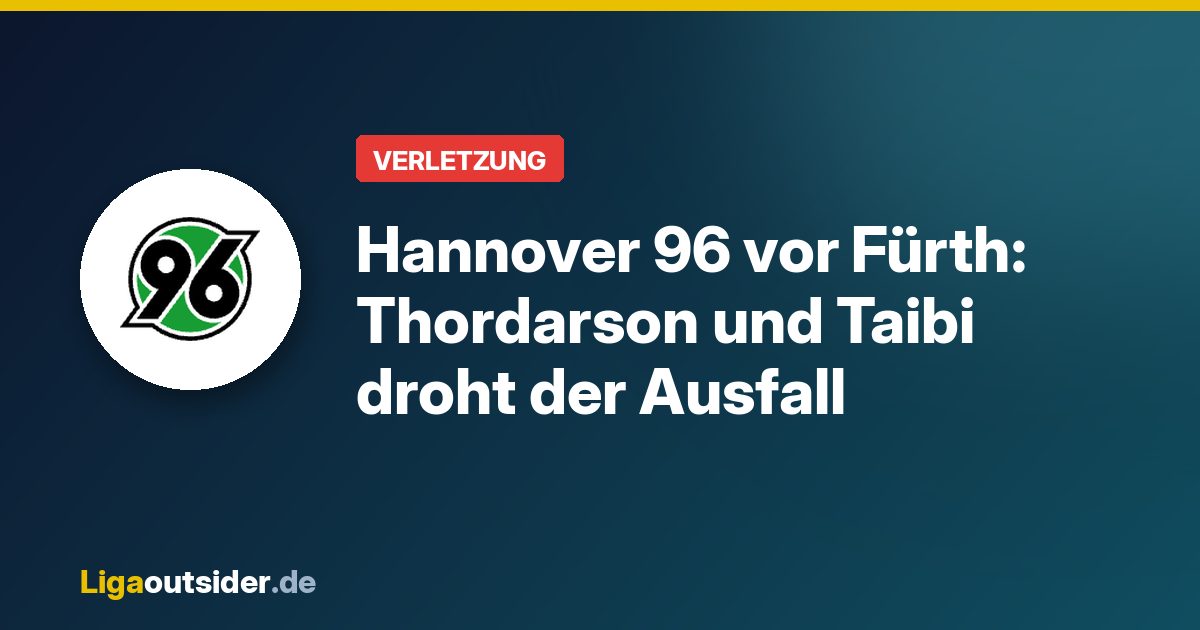 VERLETZUNG
96
Hannover 96 vor Fürth:
Thordarson und Taibi
droht der Ausfall
Ligaoutsider.de